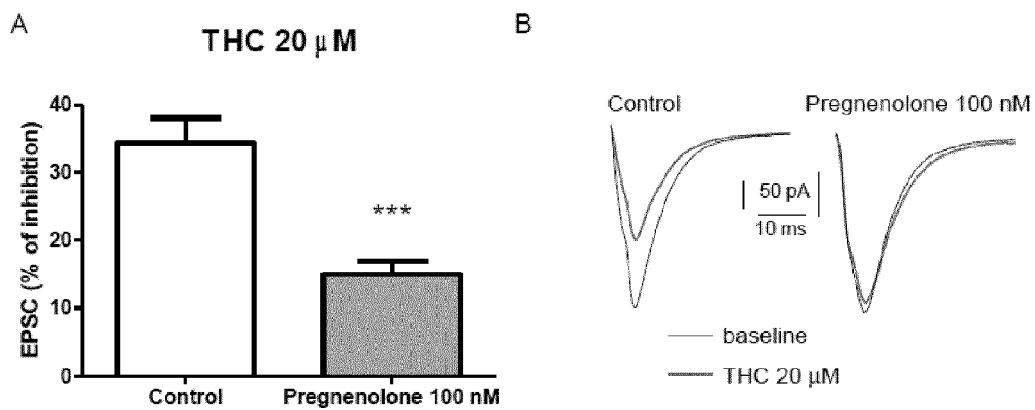 A
THC 20 μM
EPSC (% of inhibition)
40
30
20
10
0
***
Control
Pregnenolone 100 nM
B
Control
Pregnenolone 100 nM
50 pA
10 ms
baseline
THC 20 μM